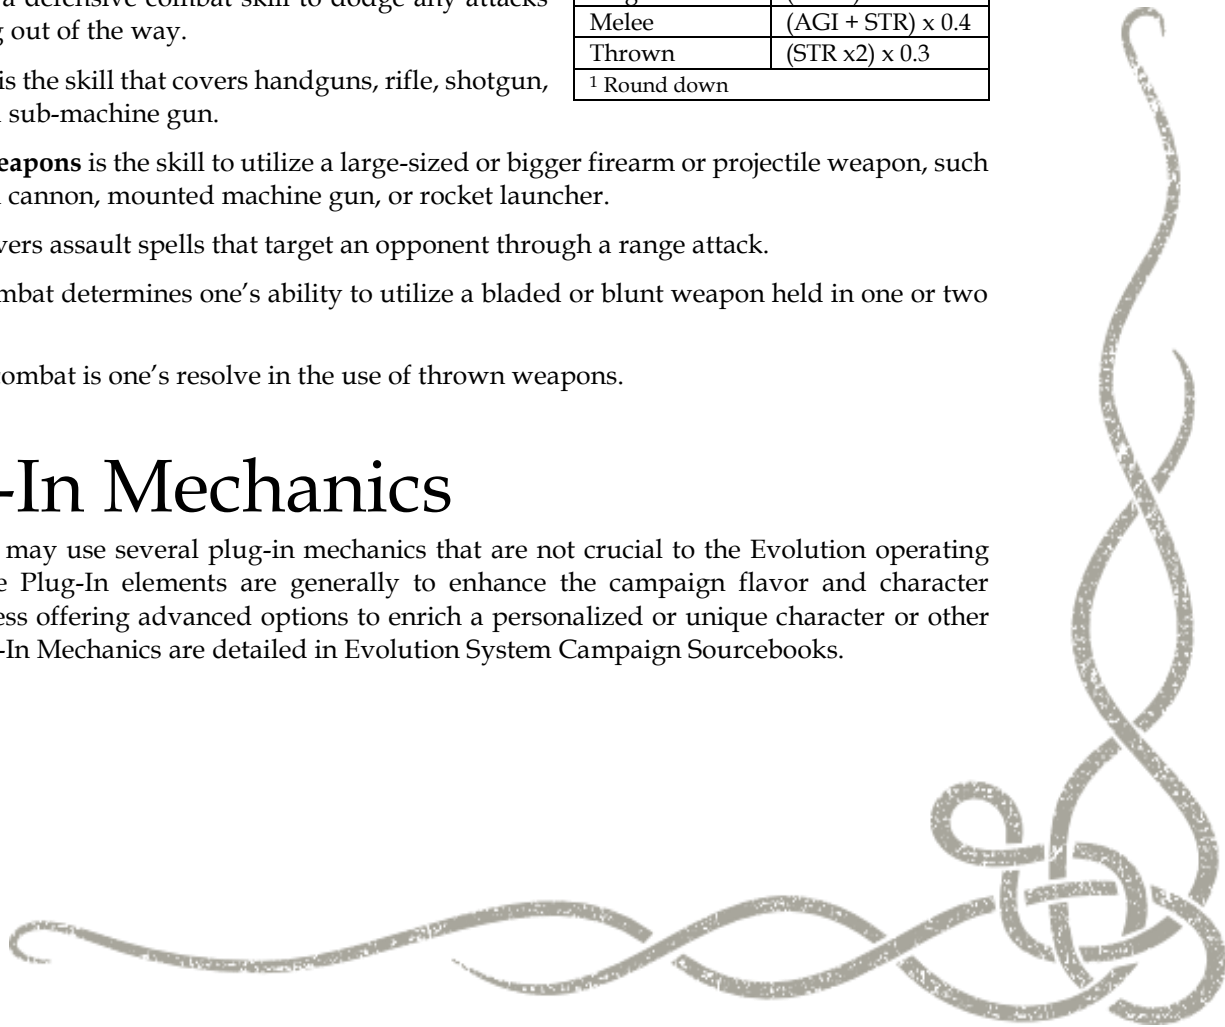 a defensive combat skill to dodge any attacks
out of the way.
is the skill that covers handguns, rifle, shotgun,
sub-machine gun.
Melee (AGI + STR) x 0.4
Thrown (STR x2) x 0.3
¹ Round down
eapons is the skill to utilize a large-sized or bigger firearm or projectile weapon, such
cannon, mounted machine gun, or rocket launcher.
vers assault spells that target an opponent through a range attack.
mbat determines one’s ability to utilize a bladed or blunt weapon held in one or two
ombat is one’s resolve in the use of thrown weapons.
-In Mechanics
may use several plug-in mechanics that are not crucial to the Evolution operating
e Plug-In elements are generally to enhance the campaign flavor and character
ess offering advanced options to enrich a personalized or unique character or other
-In Mechanics are detailed in Evolution System Campaign Sourcebooks.